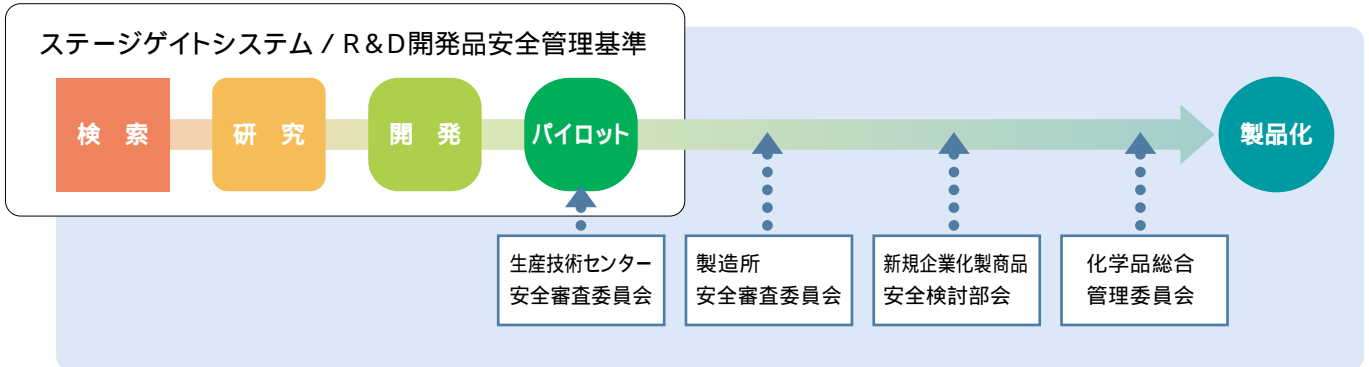 ステージゲイトシステム / R&D開発品安全管理基準
検 索
研 究
開 発
パイロット
製品化
生産技術センター
安全審査委員会
製造所
安全審査委員会
新規企業化製商品
安全検討部会
化学品総合
管理委員会